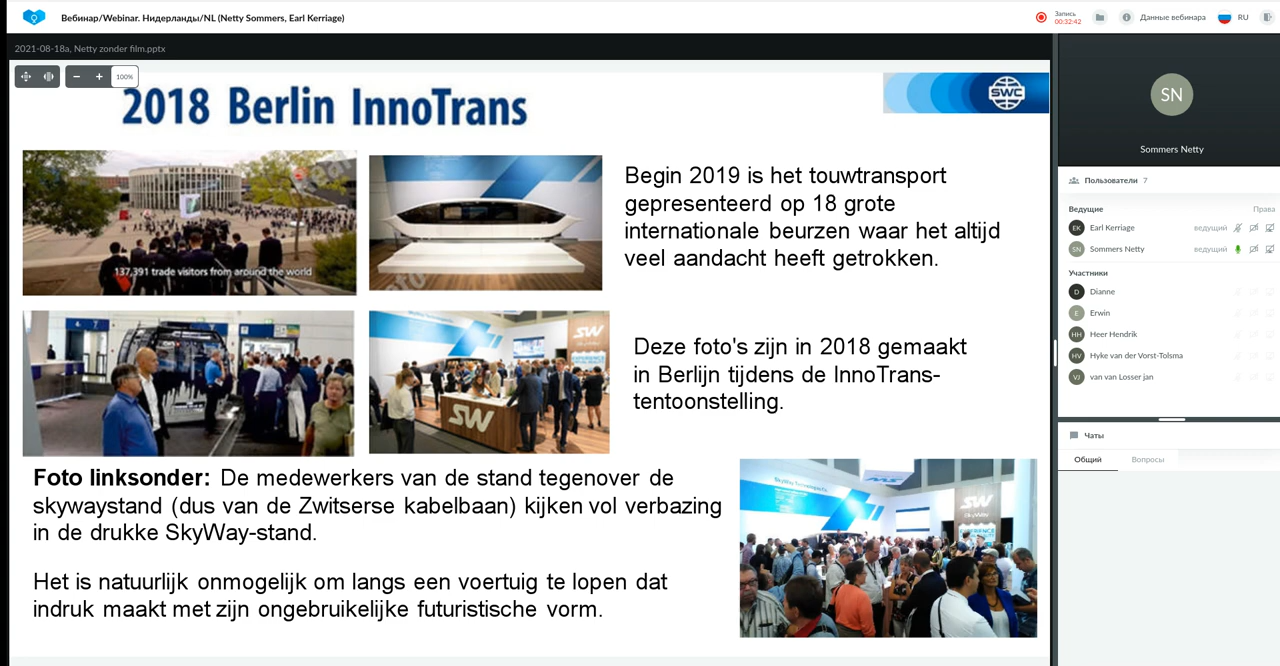 Вебинар/Webinar. Нидерланды/NL (Netty Sommers, Earl Kerriage)
Запись
00:32:42
Данные вебинара
RU
2021-08-18a, Netty zonder film.pptx
100%
2018 Berlin InnoTrans
SWC
137,391 trade visitors from around the world
Begin 2019 is het touwtransport
gepresenteerd op 18 grote
internationale beurzen waar het altijd
veel aandacht heeft getrokken.
SW
SW
Deze foto's zijn in 2018 gemaakt
in Berlijn tijdens de InnoTrans-
tentoonstelling.
Foto linksonder: De medewerkers van de stand tegenover de
skywaystand (dus van de Zwitserse kabelbaan) kijken vol verbazing
in de drukke SkyWay-stand.
Het is natuurlijk onmogelijk om langs een voertuig te lopen dat
indruk maakt met zijn ongebruikelijke futuristische vorm.
SW
SkyWay
SN
Sommers Netty
Пользователи 7
Ведущие Права
EK Earl Kerriage ведущий
SN Sommers Netty ведущий
Участники
D Dianne
E Erwin
HH Heer Hendrik
HV Hyke van der Vorst-Tolsma
VJ van van Losser jan
Чаты
Общий Вопросы